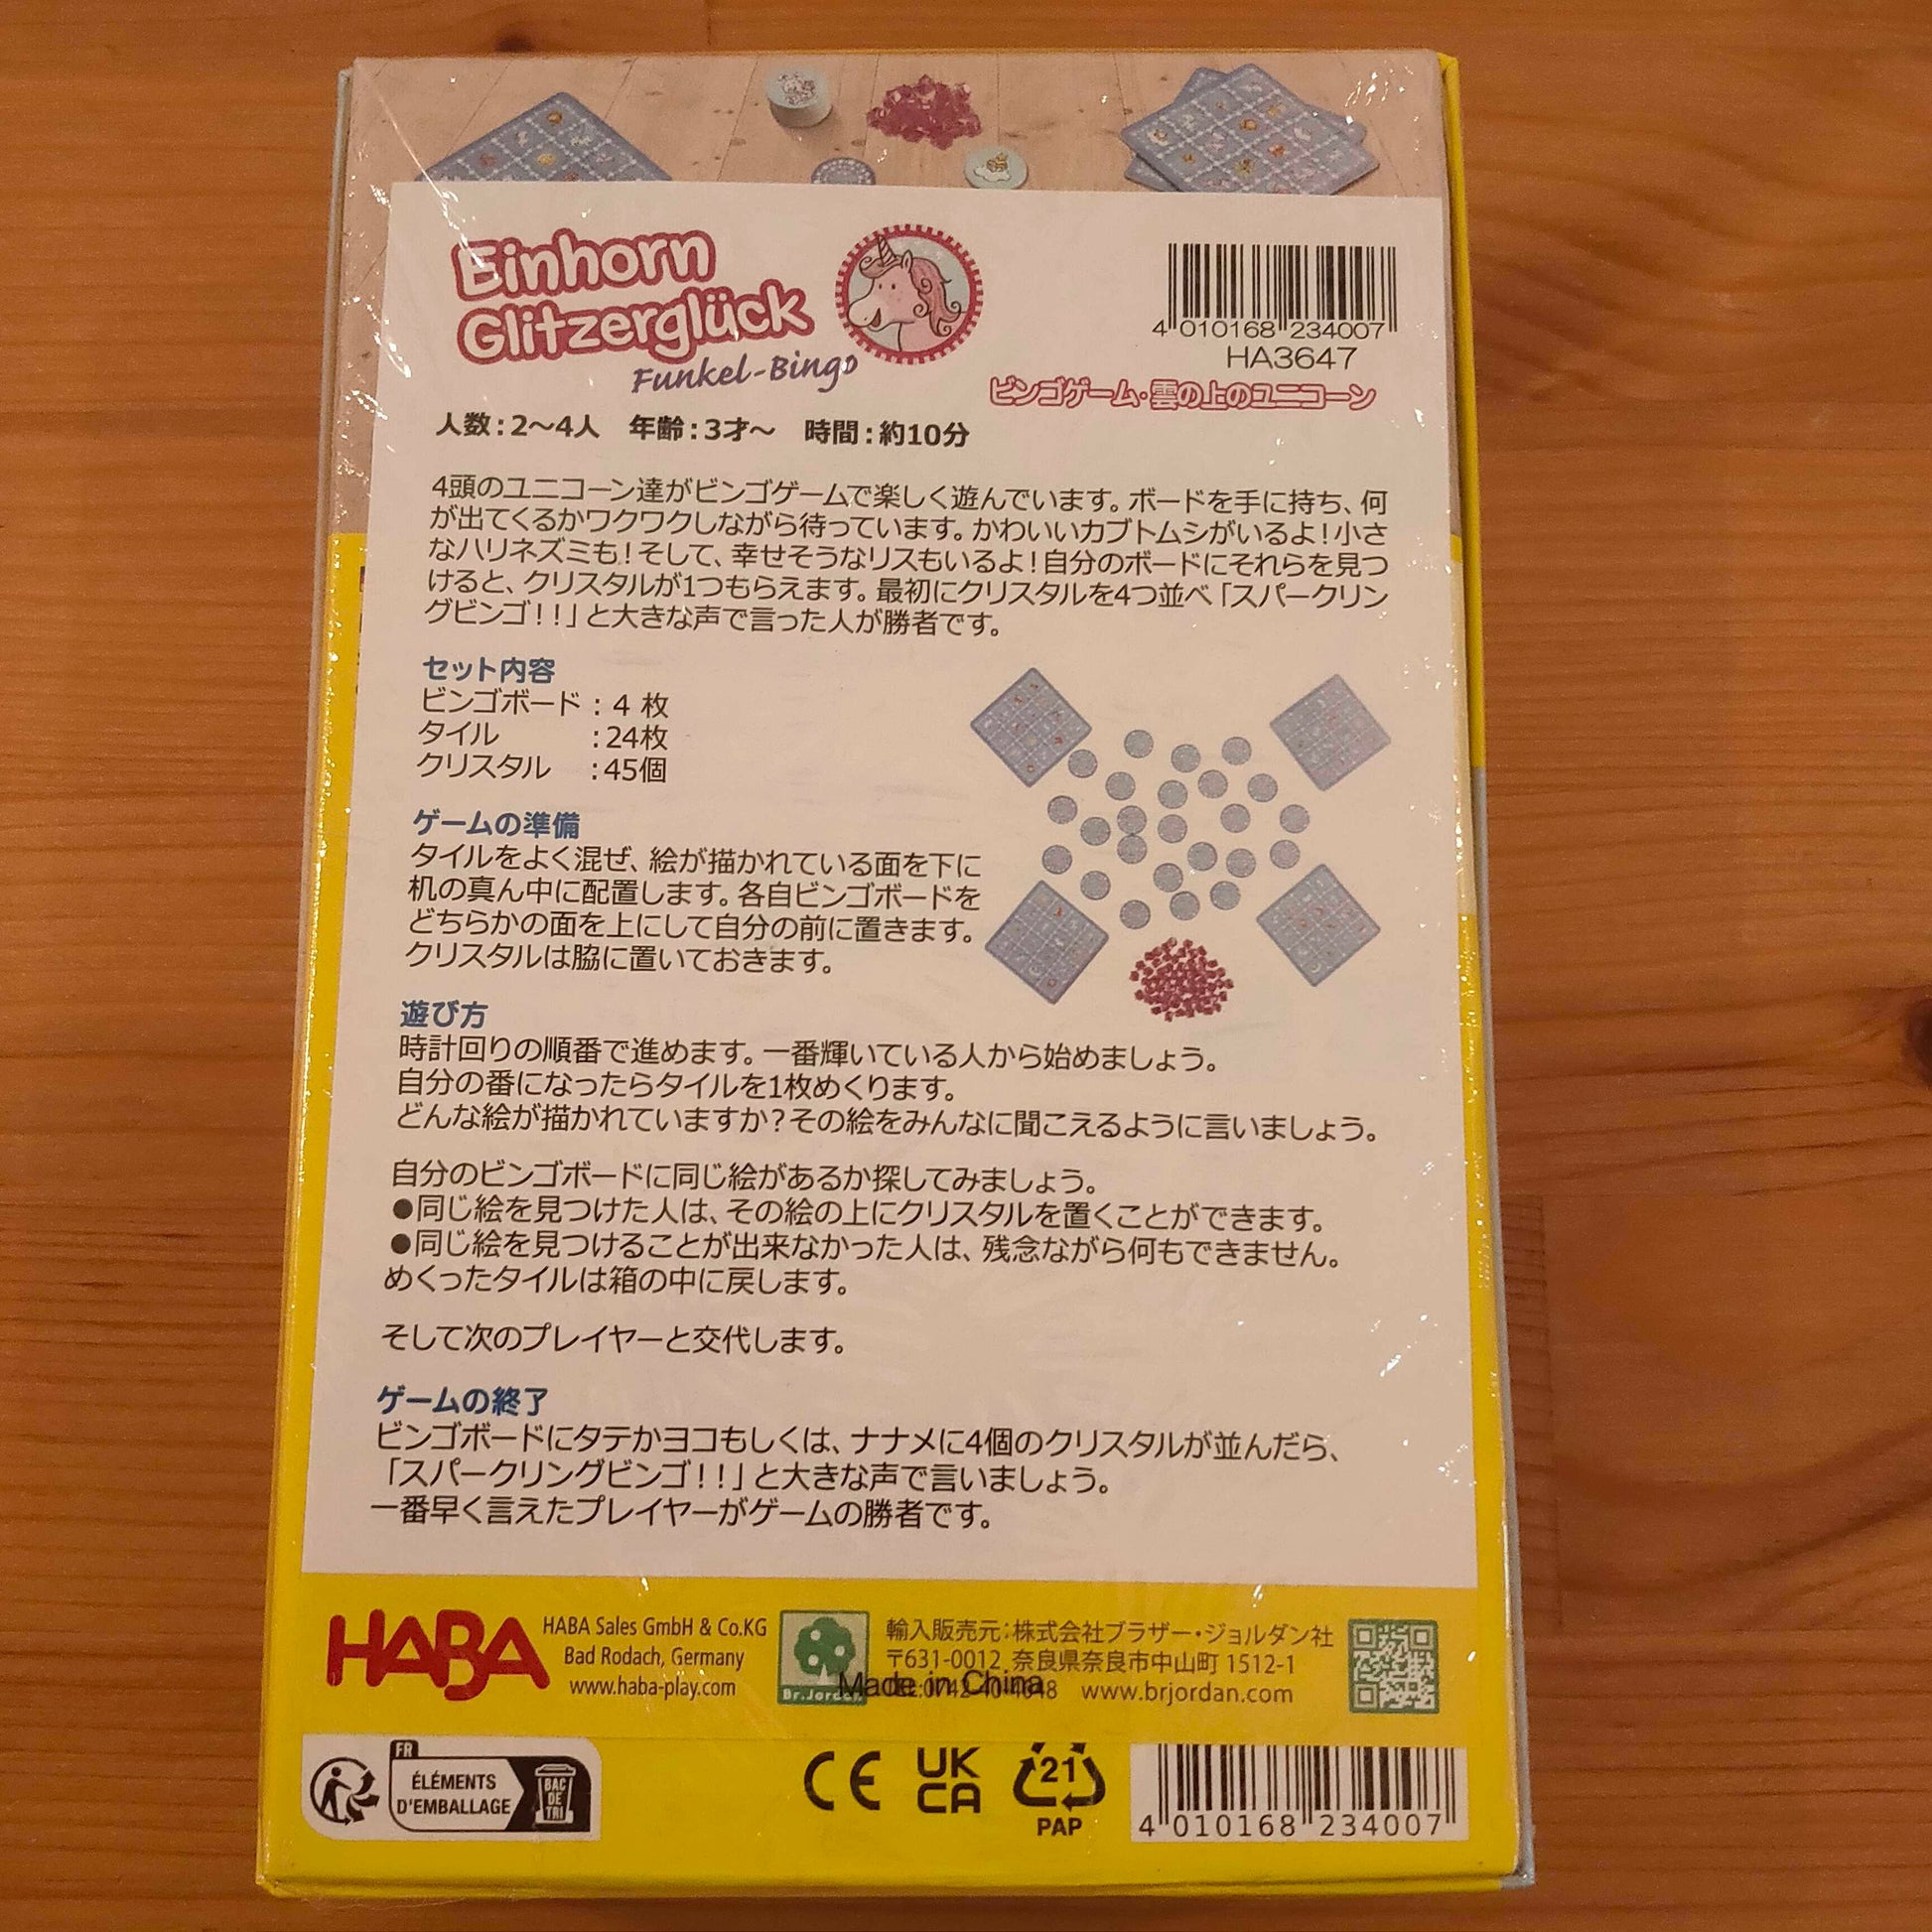 Einhorn
Glitzerglück
Funkel-Bingo
4 010168 234007
HA3647
ビンゴゲーム・雲の上のユニコーン
人数:2〜4人 年齢:3才〜 時間:約10分
4頭のユニコーン達がビンゴゲームで楽しく遊んでいます。ボードを手に持ち、何
が出てくるかワクワクしながら待っています。かわいいカブトムシがいるよ!小さ
なハリネズミも!そして、幸せそうなリスもいるよ!自分のボードにそれらを見つ
けると、クリスタルが1つもらえます。最初にクリスタルを4つ並べ「スパークリン
グビンゴ!!」と大きな声で言った人が勝者です。
セット内容
ビンゴボード:4 枚
タイル :24枚
クリスタル :45個
ゲームの準備
タイルをよく混ぜ、絵が描かれている面を下に
机の真ん中に配置します。各自ビンゴボードを
どちらかの面を上にして自分の前に置きます。
クリスタルは脇に置いておきます。
遊び方
時計回りの順番で進めます。一番輝いている人から始めましょう。
自分の番になったらタイルを1枚めくります。
どんな絵が描かれていますか?その絵をみんなに聞こえるように言いましょう。
自分のビンゴボードに同じ絵があるか探してみましょう。
●同じ絵を見つけた人は、その絵の上にクリスタルを置くことができます。
●同じ絵を見つけることが出来なかった人は、残念ながら何もできません。
めくったタイルは箱の中に戻します。
そして次のプレイヤーと交代します。
ゲームの終了
ビンゴボードにタテかヨコもしくは、ナナメに4個のクリスタルが並んだら、
「スパークリングビンゴ!!」と大きな声で言いましょう。
一番早く言えたプレイヤーがゲームの勝者です。
HABA
HABA Sales GmbH & Co.KG
Bad Rodach, Germany
www.haba-play.com
Br.Jordan
輸入販売元:株式会社ブラザー・ジョルダン社
〒631-0012 奈良県奈良市中山町 1512-1
Made in China
www.brjordan.com
FR
ÉLÉMENTS
D'EMBALLAGE
BAC
DE
TRI
CE
UK
CA
21
PAP
4 010168 234007